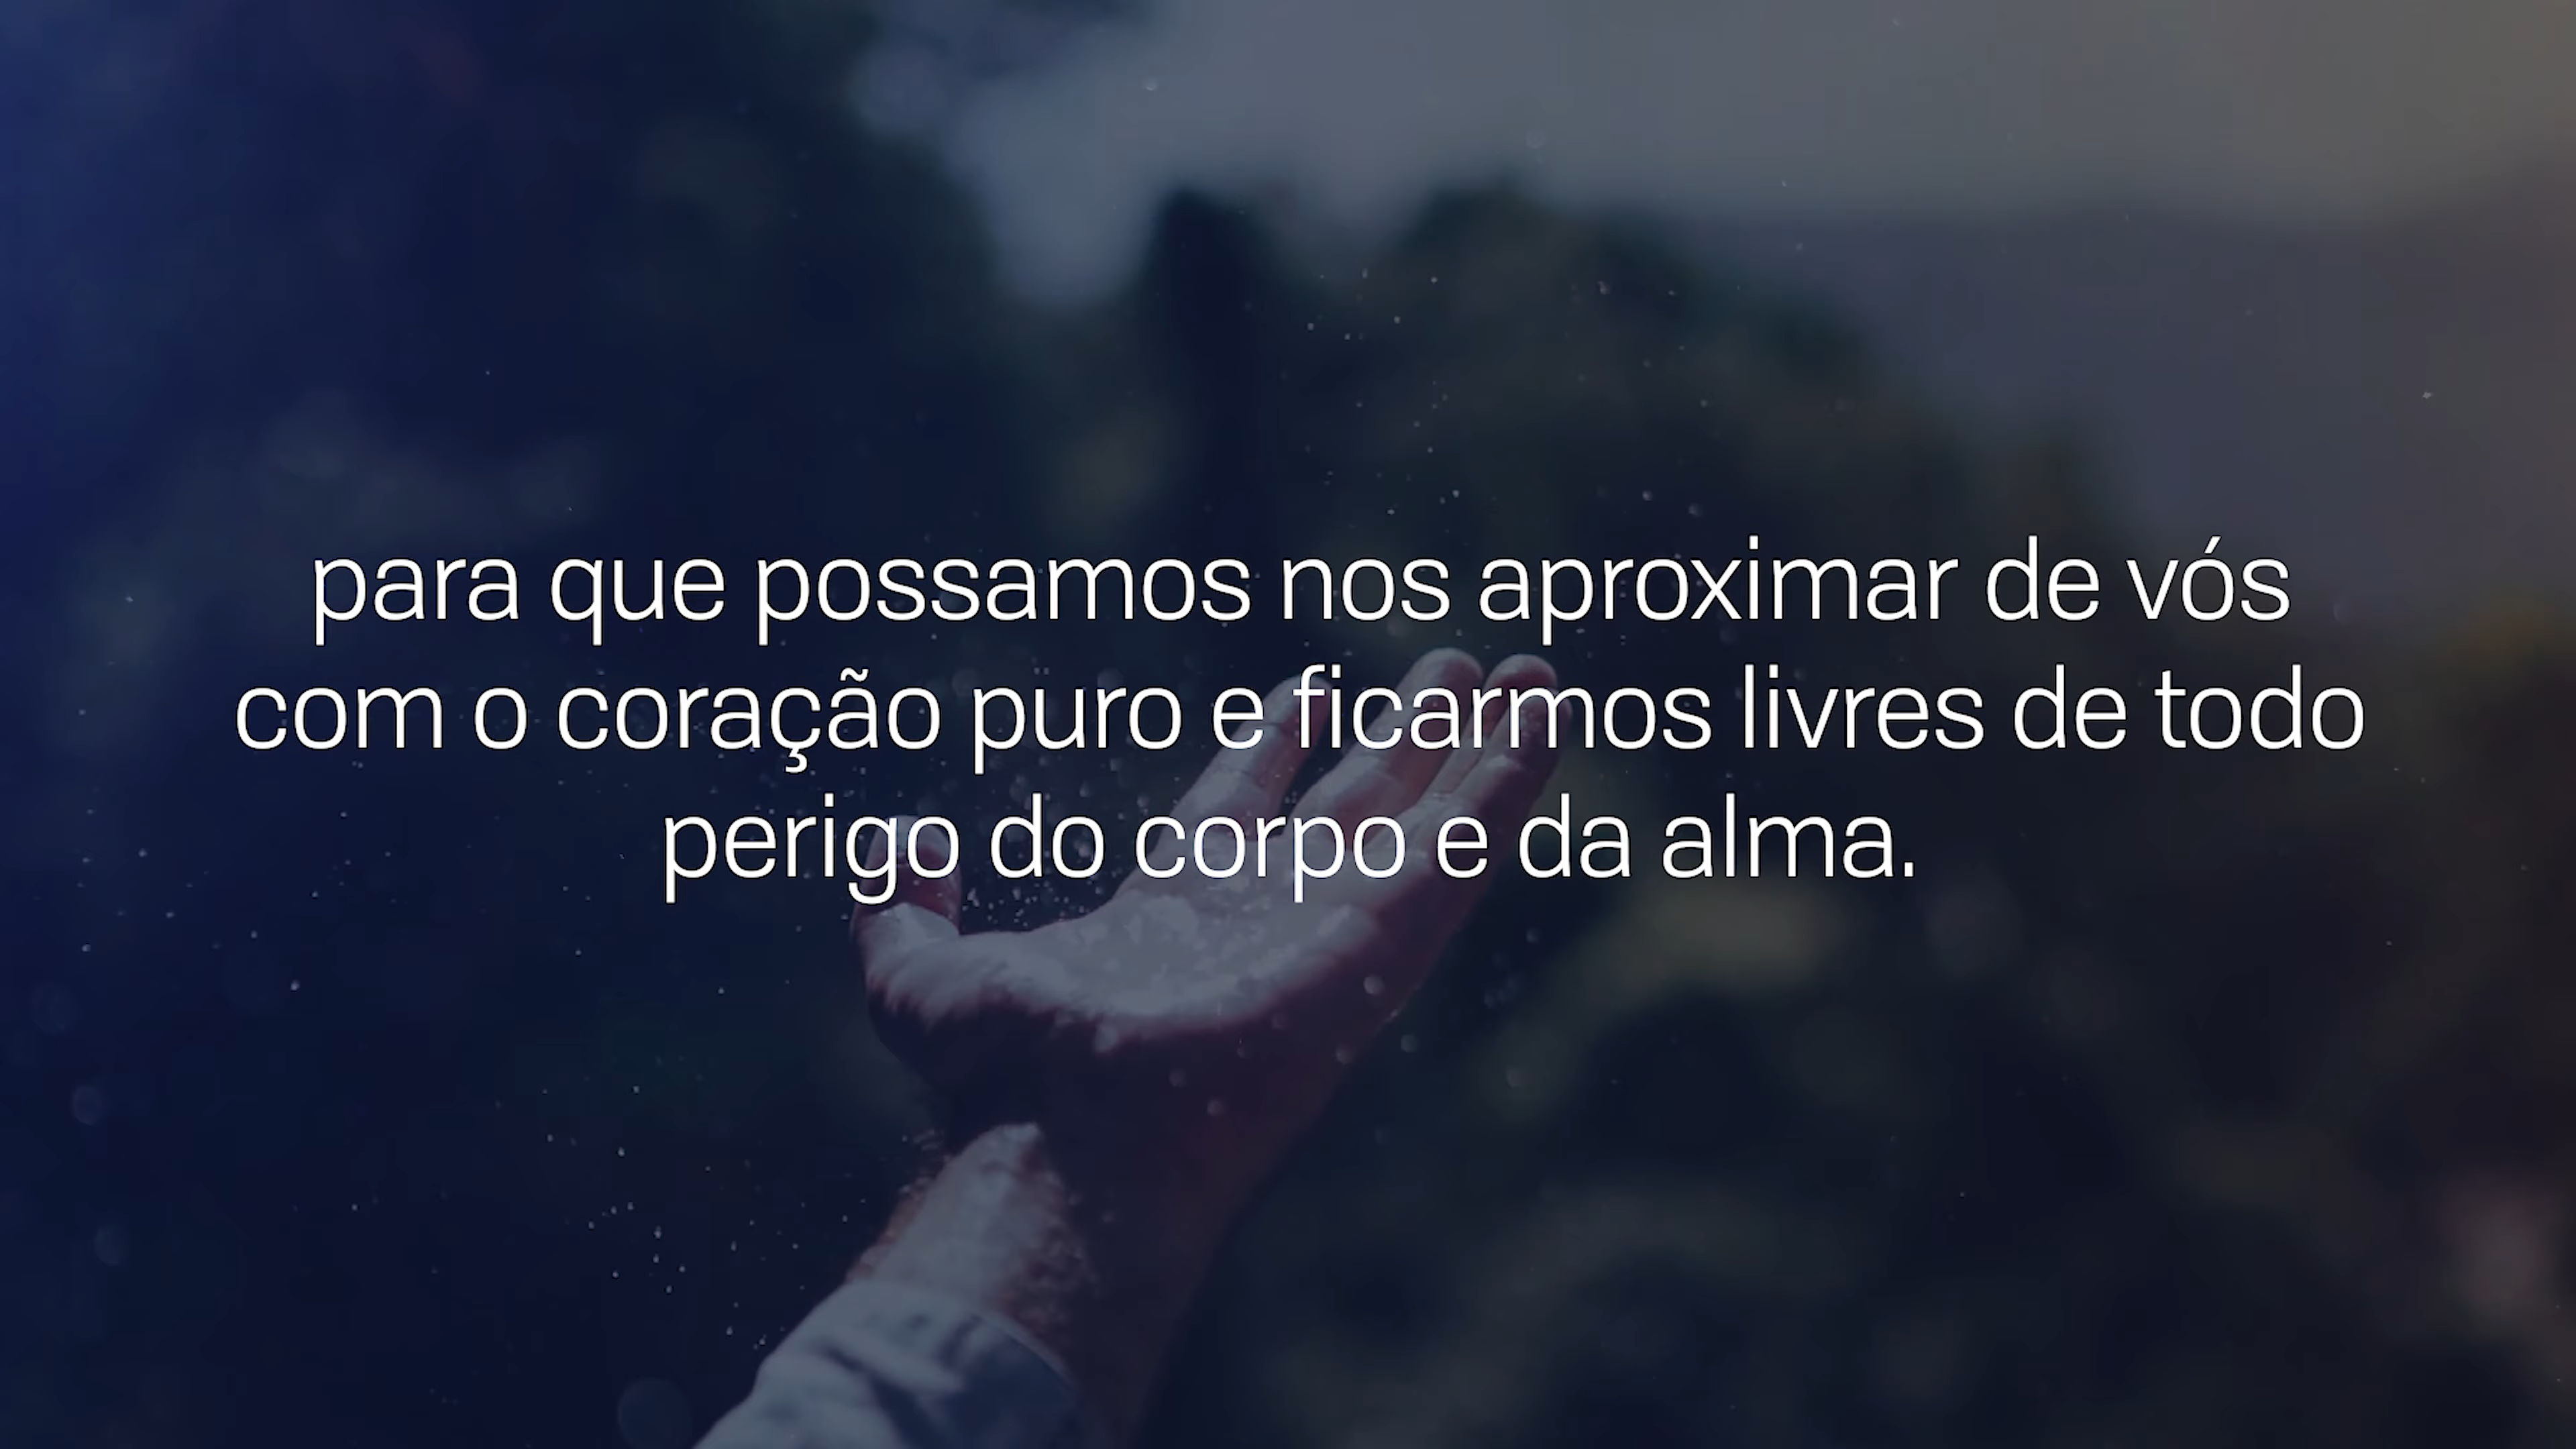 para que possamos nos aproximar de vós
com o coração puro e ficarmos livres de todo
perigo do corpo e da alma.